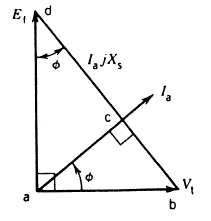 E_f d
ϕ I_a jX_s
I_a
c
ϕ
a b V_t